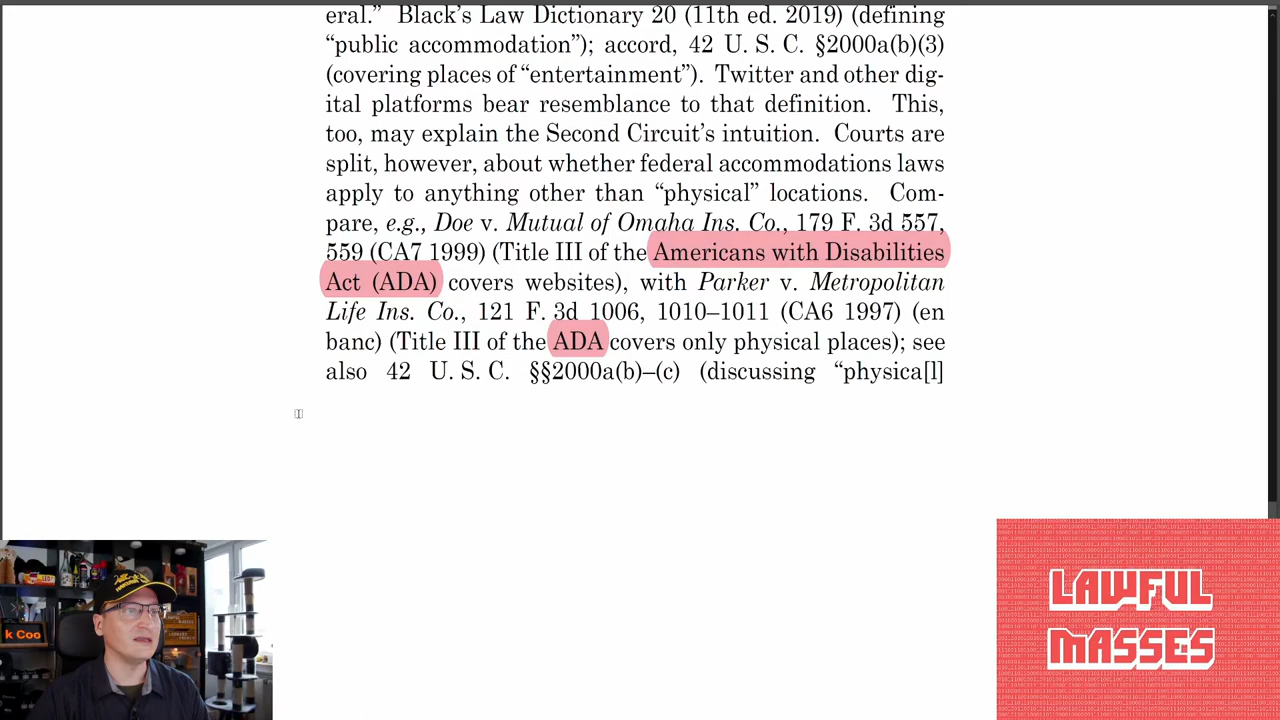 eral.” Black’s Law Dictionary 20 (11th ed. 2019) (defining
“public accommodation”); accord, 42 U. S. C. §2000a(b)(3)
(covering places of “entertainment”). Twitter and other dig-
ital platforms bear resemblance to that definition. This,
too, may explain the Second Circuit’s intuition. Courts are
split, however, about whether federal accommodations laws
apply to anything other than “physical” locations. Com-
pare, e.g., Doe v. Mutual of Omaha Ins. Co., 179 F. 3d 557,
559 (CA7 1999) (Title III of the Americans with Disabilities
Act (ADA) covers websites), with Parker v. Metropolitan
Life Ins. Co., 121 F. 3d 1006, 1010–1011 (CA6 1997) (en
banc) (Title III of the ADA covers only physical places); see
also 42 U. S. C. §§2000a(b)–(c) (discussing “physica[l]
k Coo
LAWFUL
MASSES